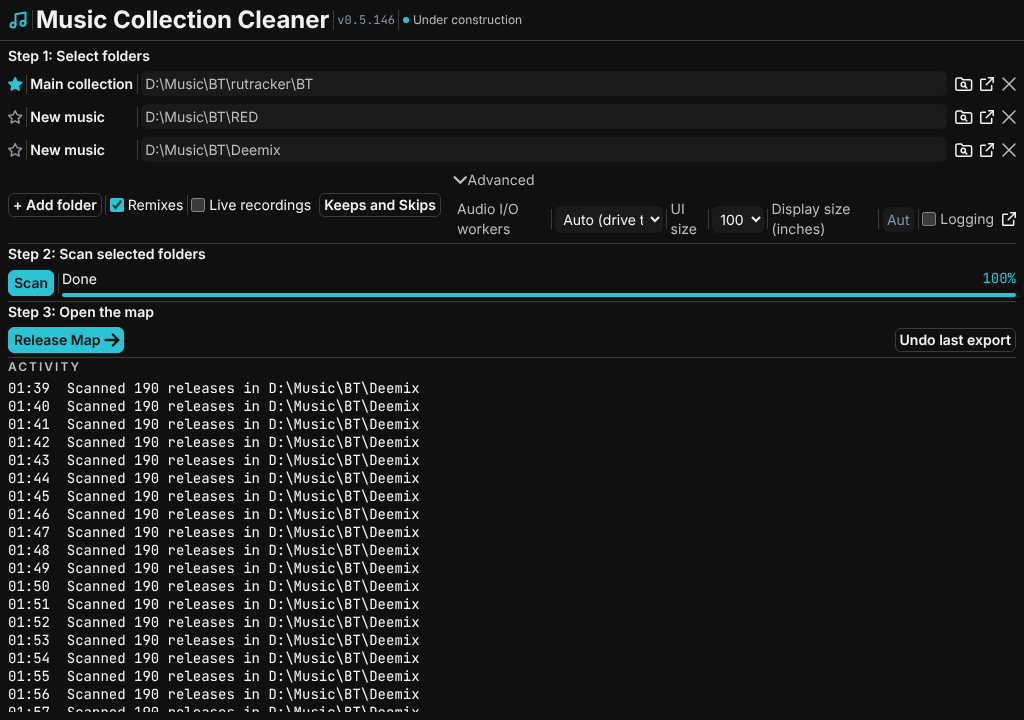 Music Collection Cleaner v0.5.146 Under construction
Step 1: Select folders
Main collection D:\Music\BT\rutracker\BT
New music D:\Music\BT\RED
New music D:\Music\BT\Deemix
Advanced
+ Add folder Remixes Live recordings Keeps and Skips Audio I/O workers Auto (drive t UI size 100 Display size (inches) Aut Logging
Step 2: Scan selected folders
Scan Done 100%
Step 3: Open the map
Release Map Undo last export
ACTIVITY
01:39 Scanned 190 releases in D:\Music\BT\Deemix
01:40 Scanned 190 releases in D:\Music\BT\Deemix
01:41 Scanned 190 releases in D:\Music\BT\Deemix
01:42 Scanned 190 releases in D:\Music\BT\Deemix
01:43 Scanned 190 releases in D:\Music\BT\Deemix
01:44 Scanned 190 releases in D:\Music\BT\Deemix
01:45 Scanned 190 releases in D:\Music\BT\Deemix
01:46 Scanned 190 releases in D:\Music\BT\Deemix
01:47 Scanned 190 releases in D:\Music\BT\Deemix
01:48 Scanned 190 releases in D:\Music\BT\Deemix
01:49 Scanned 190 releases in D:\Music\BT\Deemix
01:50 Scanned 190 releases in D:\Music\BT\Deemix
01:51 Scanned 190 releases in D:\Music\BT\Deemix
01:52 Scanned 190 releases in D:\Music\BT\Deemix
01:53 Scanned 190 releases in D:\Music\BT\Deemix
01:54 Scanned 190 releases in D:\Music\BT\Deemix
01:55 Scanned 190 releases in D:\Music\BT\Deemix
01:56 Scanned 190 releases in D:\Music\BT\Deemix
01:57 Scanned 190 releases in D:\Music\BT\Deemix